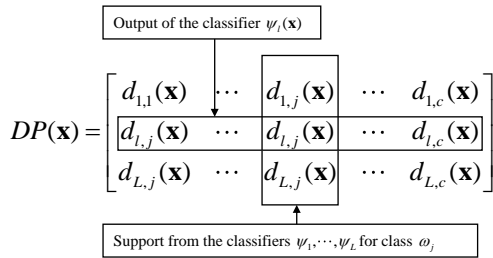 Output of the classifier ψ_l(x)
d_{1,1}(x) ⋯ d_{1,j}(x) ⋯ d_{1,c}(x)
DP(x) = d_{l,j}(x) ⋯ d_{l,j}(x) ⋯ d_{l,c}(x)
d_{L,j}(x) ⋯ d_{L,j}(x) ⋯ d_{L,c}(x)
Support from the classifiers ψ_1,⋯,ψ_L for class ω_j